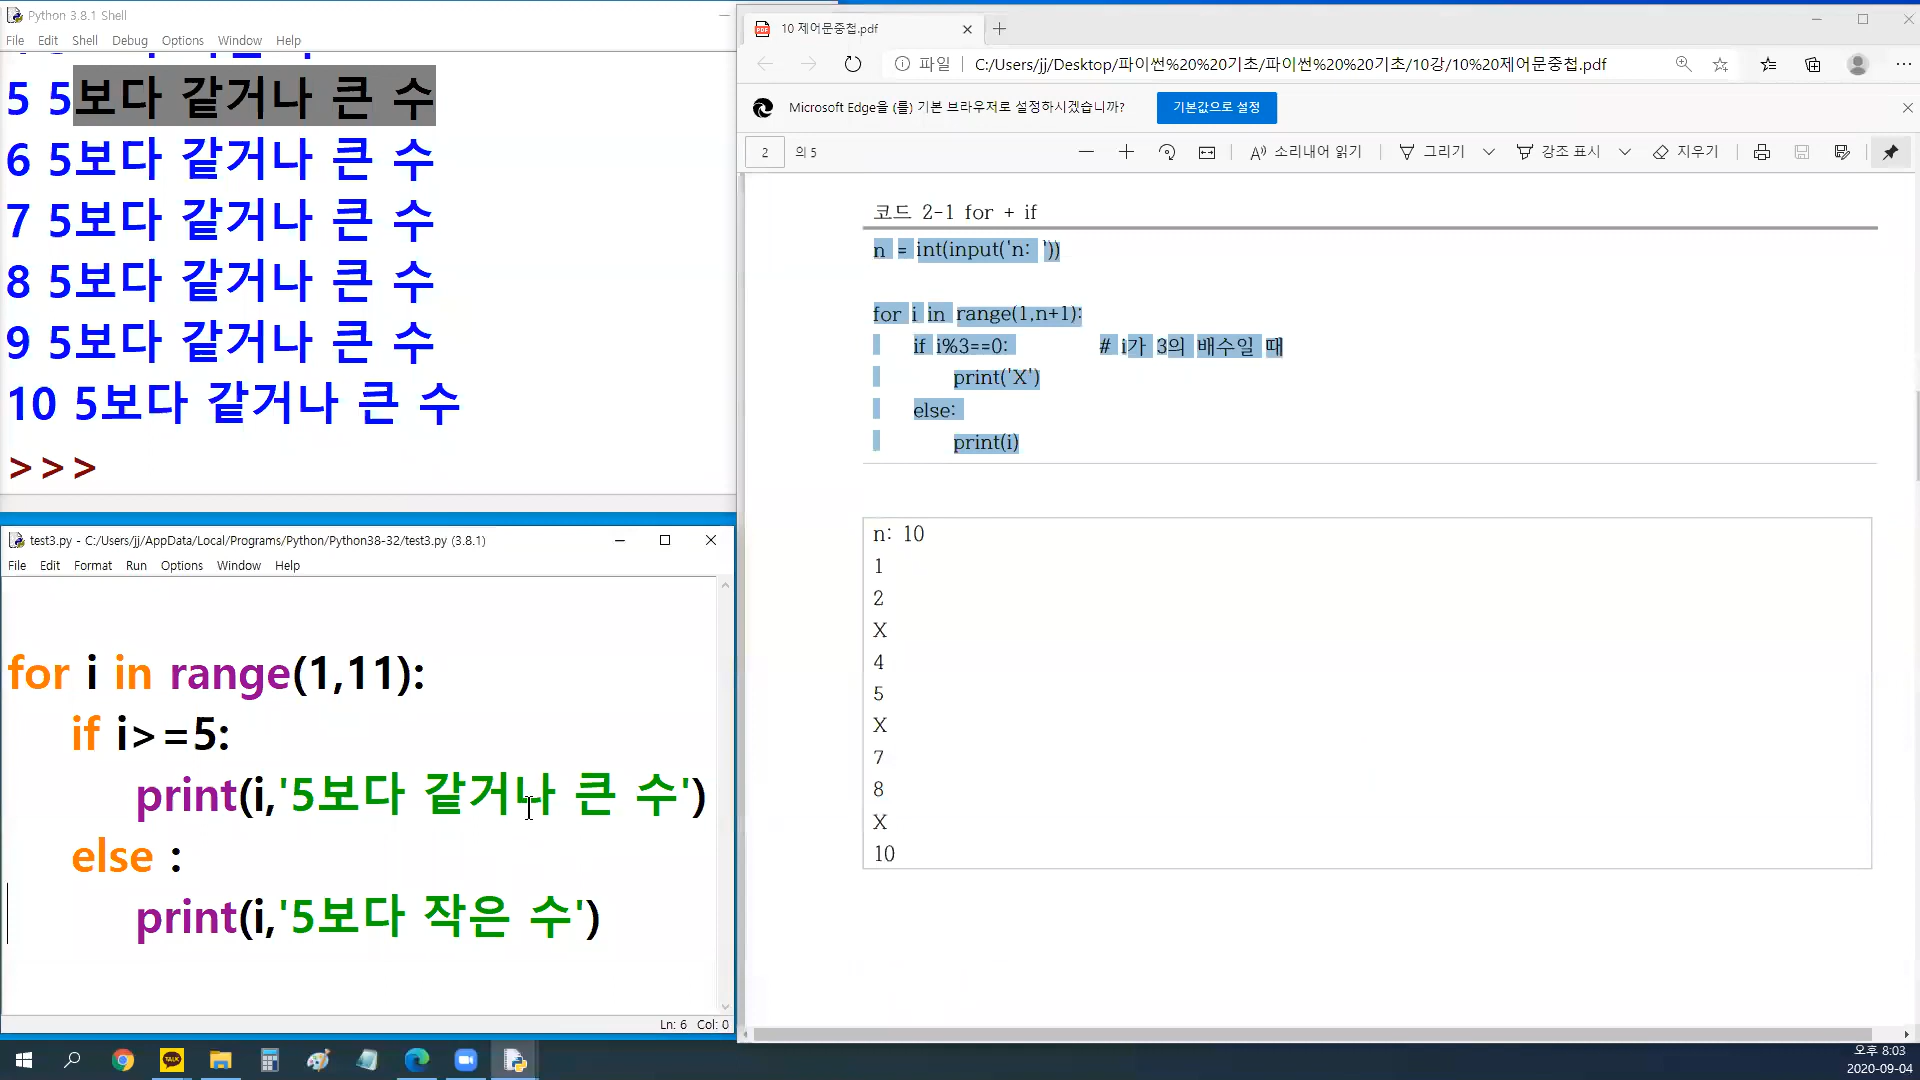 Python 3.8.1 Shell
File Edit Shell Debug Options Window Help
5 5보다 같거나 큰 수
6 5보다 같거나 큰 수
7 5보다 같거나 큰 수
8 5보다 같거나 큰 수
9 5보다 같거나 큰 수
10 5보다 같거나 큰 수
>>>
test3.py - C:/Users/jj/AppData/Local/Programs/Python/Python38-32/test3.py (3.8.1)
File Edit Format Run Options Window Help
for i in range(1,11):
if i>=5:
print(i,'5보다 같거나 큰 수')
else :
print(i,'5보다 작은 수')
Ln: 6 Col: 0
10 제어문중첩.pdf
파일 C:/Users/jj/Desktop/파이썬%20%20기초/파이썬%20%20기초/10강/10%20제어문중첩.pdf
Microsoft Edge을 (를) 기본 브라우저로 설정하시겠습니까? 기본값으로 설정
2 의 5 소리내어 읽기 그리기 강조 표시 지우기
코드 2-1 for + if
n = int(input('n: '))
for i in range(1,n+1):
if i%3==0: # i가 3의 배수일 때
print('X')
else:
print(i)
n: 10
1
2
X
4
5
X
7
8
X
10
TALK
오후 8:03
2020-09-04